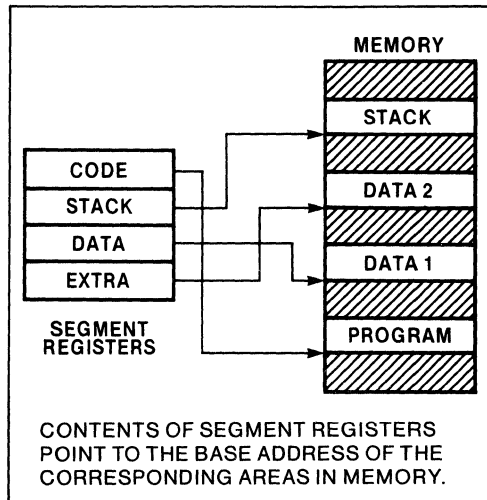 MEMORY
STACK
DATA 2
DATA 1
PROGRAM
CODE
STACK
DATA
EXTRA
SEGMENT
REGISTERS
CONTENTS OF SEGMENT REGISTERS
POINT TO THE BASE ADDRESS OF THE
CORRESPONDING AREAS IN MEMORY.